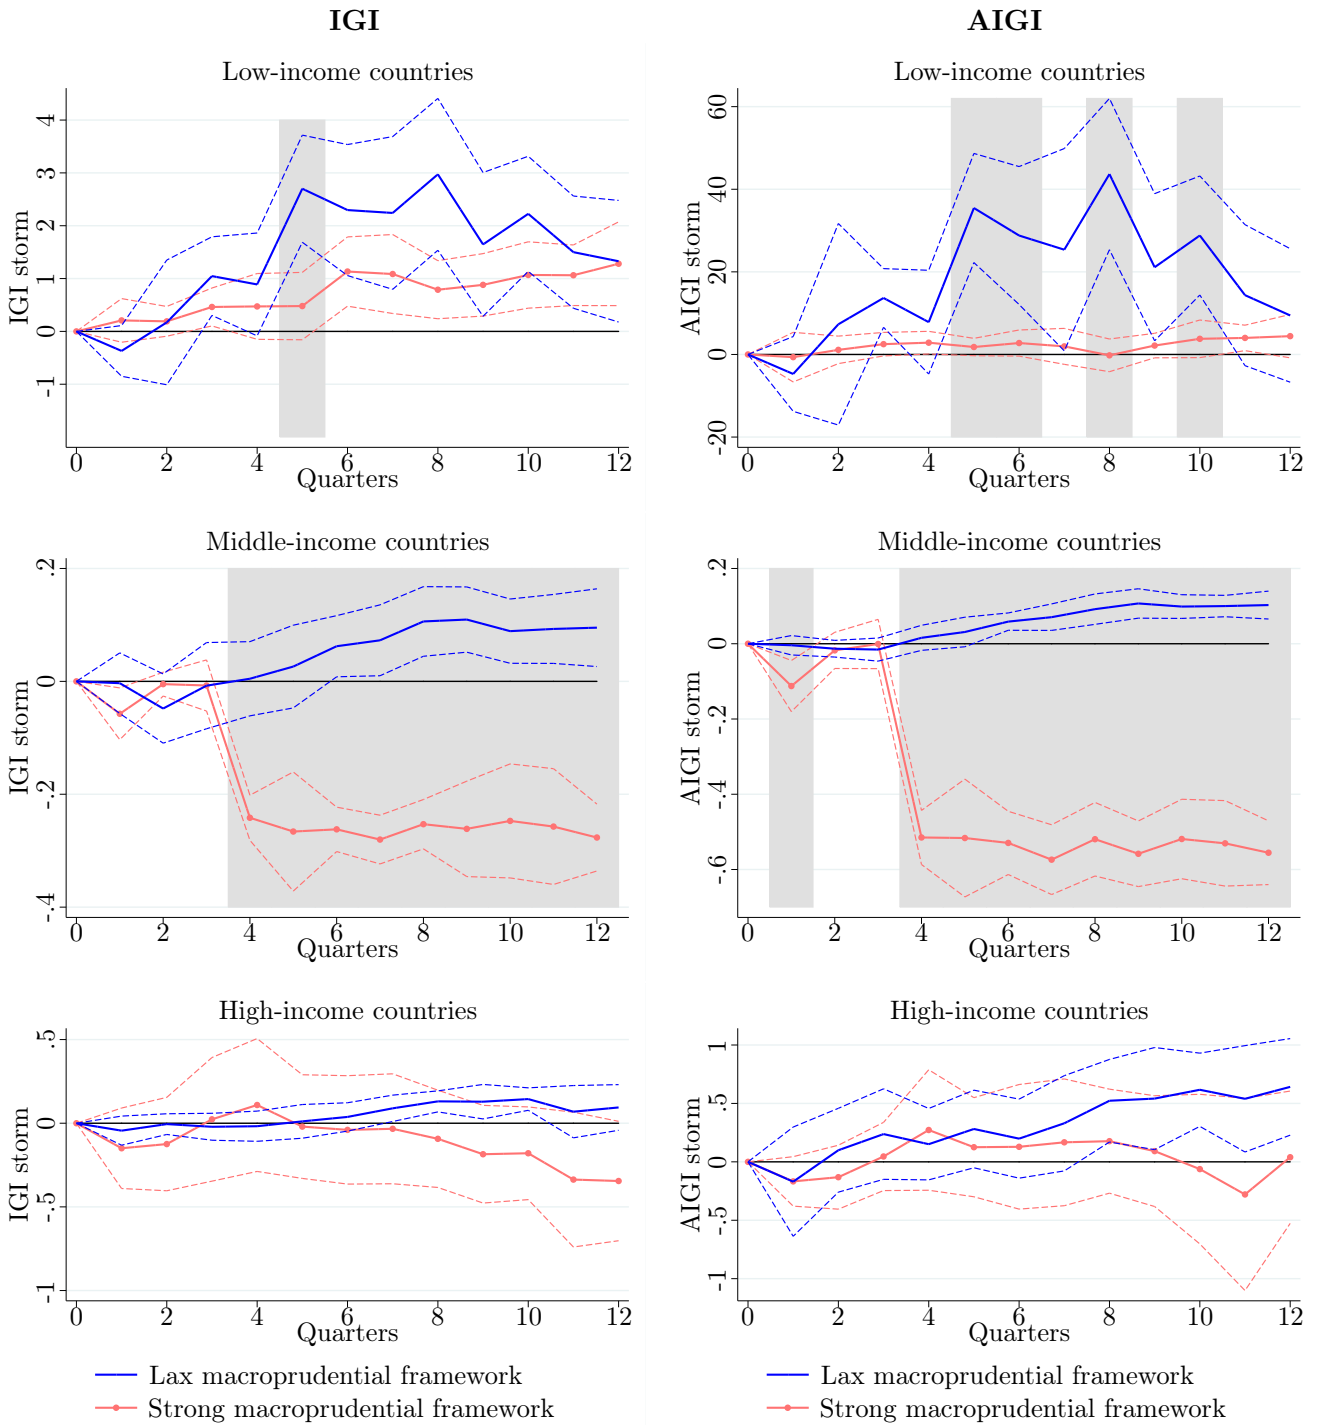 IGI
AIGI
Low-income countries
IGI storm
4
3
2
1
0
-1
0 2 4 6 8 10 12
Quarters
Low-income countries
AIGI storm
60
40
20
0
-20
0 2 4 6 8 10 12
Quarters
Middle-income countries
IGI storm
.2
0
-.2
-.4
0 2 4 6 8 10 12
Quarters
Middle-income countries
AIGI storm
.2
0
-.2
-.4
-.6
0 2 4 6 8 10 12
Quarters
High-income countries
IGI storm
.5
0
-.5
-1
0 2 4 6 8 10 12
Quarters
High-income countries
AIGI storm
1
.5
0
-.5
-1
0 2 4 6 8 10 12
Quarters
Lax macroprudential framework
Strong macroprudential framework
Lax macroprudential framework
Strong macroprudential framework